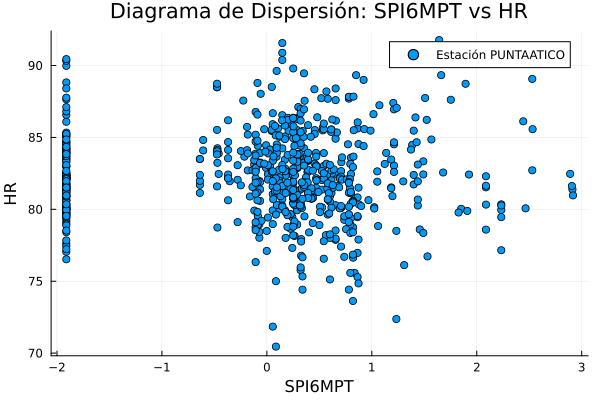 Diagrama de Dispersión: SPI6MPT vs HR
Estación PUNTAATICO
90
85
80
75
70
HR
−2
−1
0
1
2
3
SPI6MPT